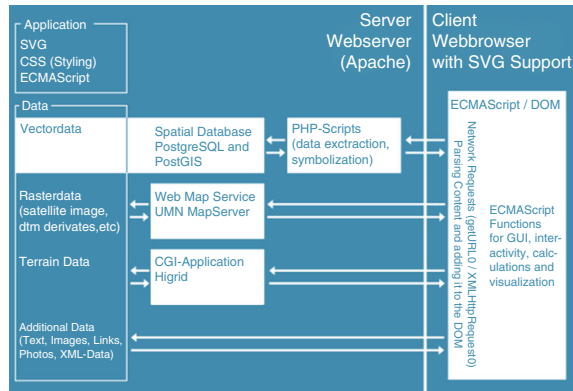 Application
SVG
CSS (Styling)
ECMAScript
Server
Webserver
(Apache)
Client
Webbrowser
with SVG Support
Data
Vectordata
Spatial Database
PostgreSQL and
PostGIS
PHP-Scripts
(data exctraction,
symbolization)
Rasterdata
(satellite image,
dtm derivates,etc)
Web Map Service
UMN MapServer
Terrain Data
CGI-Application
Higrid
Additional Data
(Text, Images, Links,
Photos, XML-Data)
ECMAScript / DOM
Network Requests (getURL0 / XMLHttpRequest0)
Parsing Content and adding it to the DOM
ECMAScript
Functions
for GUI, inter-
activity, calc-
ulations and
visualization